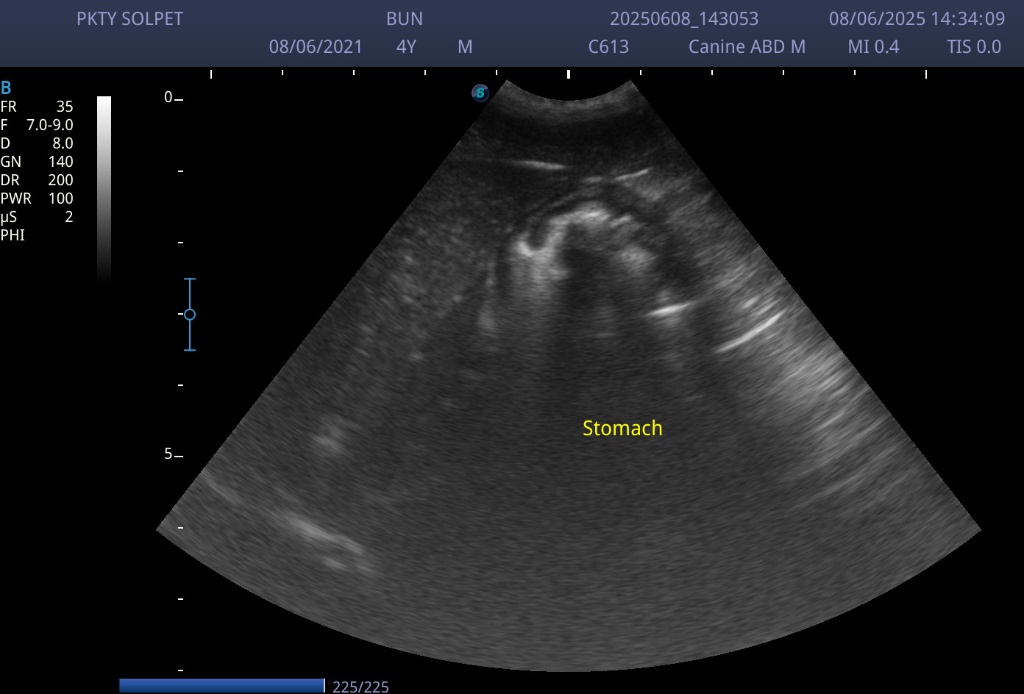 PKTY SOLPET BUN 20250608_143053 08/06/2025 14:34:09
08/06/2021 4Y M C613 Canine ABD M MI 0.4 TIS 0.0
B
FR 35
F 7.0-9.0
D 8.0
GN 140
DR 200
PWR 100
µS 2
PHI
0
5
Stomach
225/225